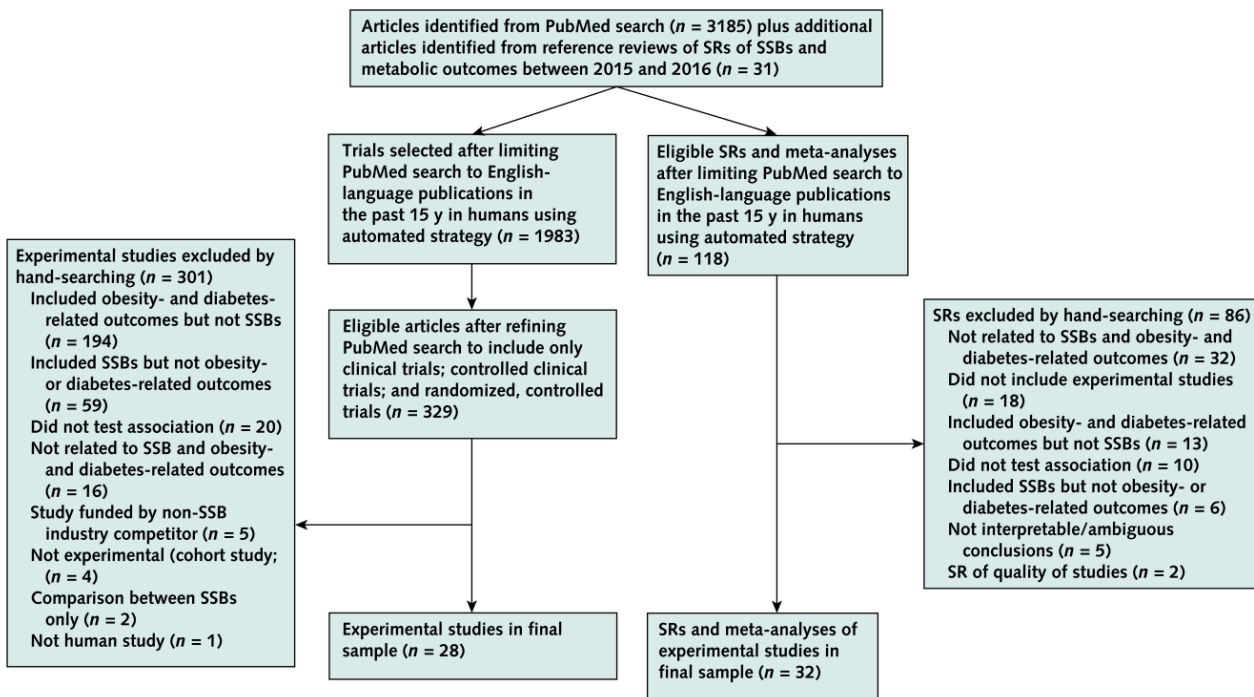 Articles identified from PubMed search (n = 3185) plus additional
articles identified from reference reviews of SRs of SSBs and
metabolic outcomes between 2015 and 2016 (n = 31)
Trials selected after limiting
PubMed search to English-
language publications in
the past 15 y in humans using
automated strategy (n = 1983)
Eligible SRs and meta-analyses
after limiting PubMed search to
English-language publications
in the past 15 y in humans
using automated strategy
(n = 118)
Experimental studies excluded by
hand-searching (n = 301)
Included obesity- and diabetes-
related outcomes but not SSBs
(n = 194)
Included SSBs but not obesity-
or diabetes-related outcomes
(n = 59)
Did not test association (n = 20)
Not related to SSB and obesity-
and diabetes-related outcomes
(n = 16)
Study funded by non-SSB
industry competitor (n = 5)
Not experimental (cohort study;
(n = 4)
Comparison between SSBs
only (n = 2)
Not human study (n = 1)
Eligible articles after refining
PubMed search to include only
clinical trials; controlled clinical
trials; and randomized, controlled
trials (n = 329)
SRs excluded by hand-searching (n = 86)
Not related to SSBs and obesity- and
diabetes-related outcomes (n = 32)
Did not include experimental studies
(n = 18)
Included obesity- and diabetes-related
outcomes but not SSBs (n = 13)
Did not test association (n = 10)
Included SSBs but not obesity- or
diabetes-related outcomes (n = 6)
Not interpretable/ambiguous
conclusions (n = 5)
SR of quality of studies (n = 2)
Experimental studies in final
sample (n = 28)
SRs and meta-analyses of
experimental studies in
final sample (n = 32)